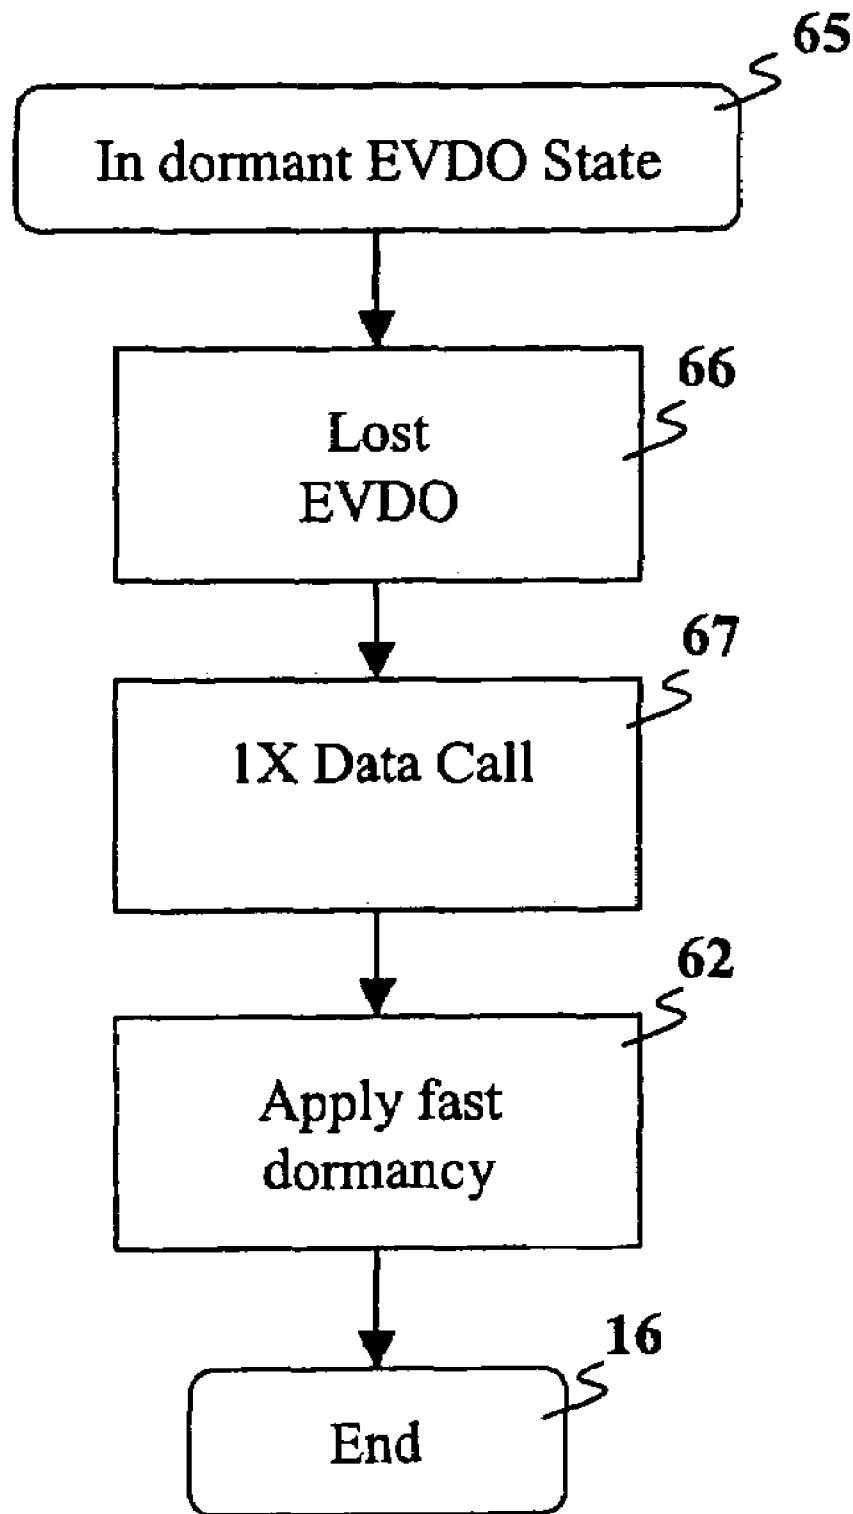 65
In dormant EVDO State
66
Lost
EVDO
67
1X Data Call
62
Apply fast
dormancy
16
End